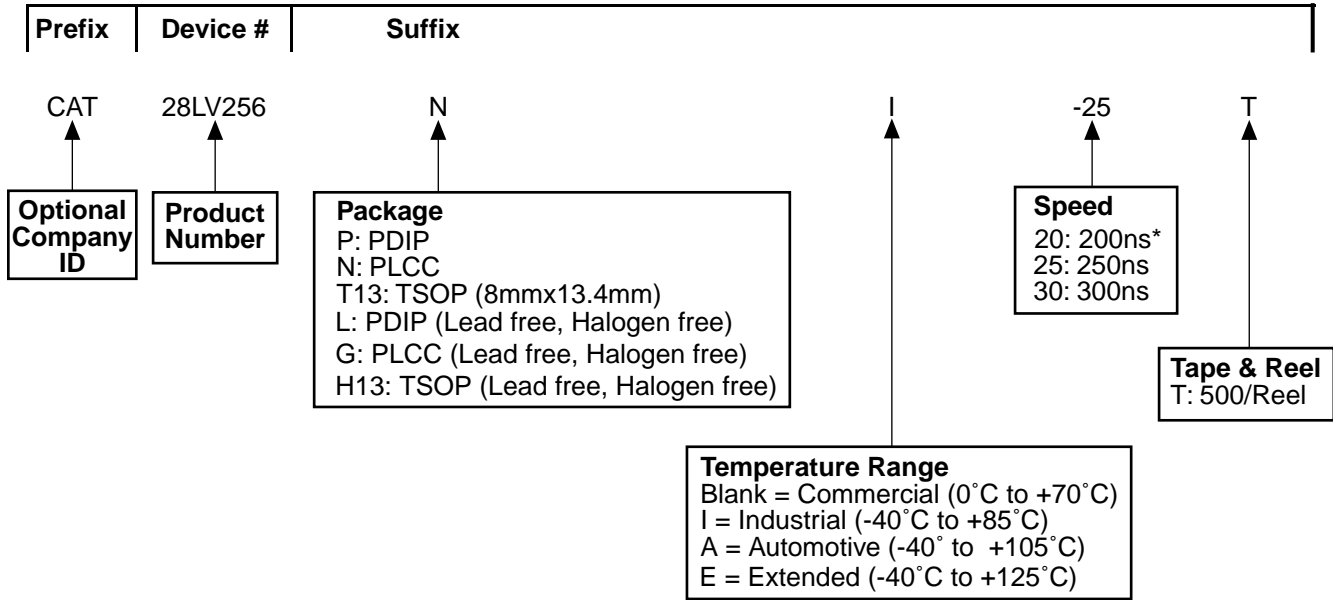 Prefix Device # Suffix
CAT 28LV256 N I -25 T
Optional
Company
ID
Product
Number
Package
P: PDIP
N: PLCC
T13: TSOP (8mmx13.4mm)
L: PDIP (Lead free, Halogen free)
G: PLCC (Lead free, Halogen free)
H13: TSOP (Lead free, Halogen free)
Speed
20: 200ns*
25: 250ns
30: 300ns
Tape & Reel
T: 500/Reel
Temperature Range
Blank = Commercial (0˚C to +70˚C)
I = Industrial (-40˚C to +85˚C)
A = Automotive (-40˚ to +105˚C)
E = Extended (-40˚C to +125˚C)